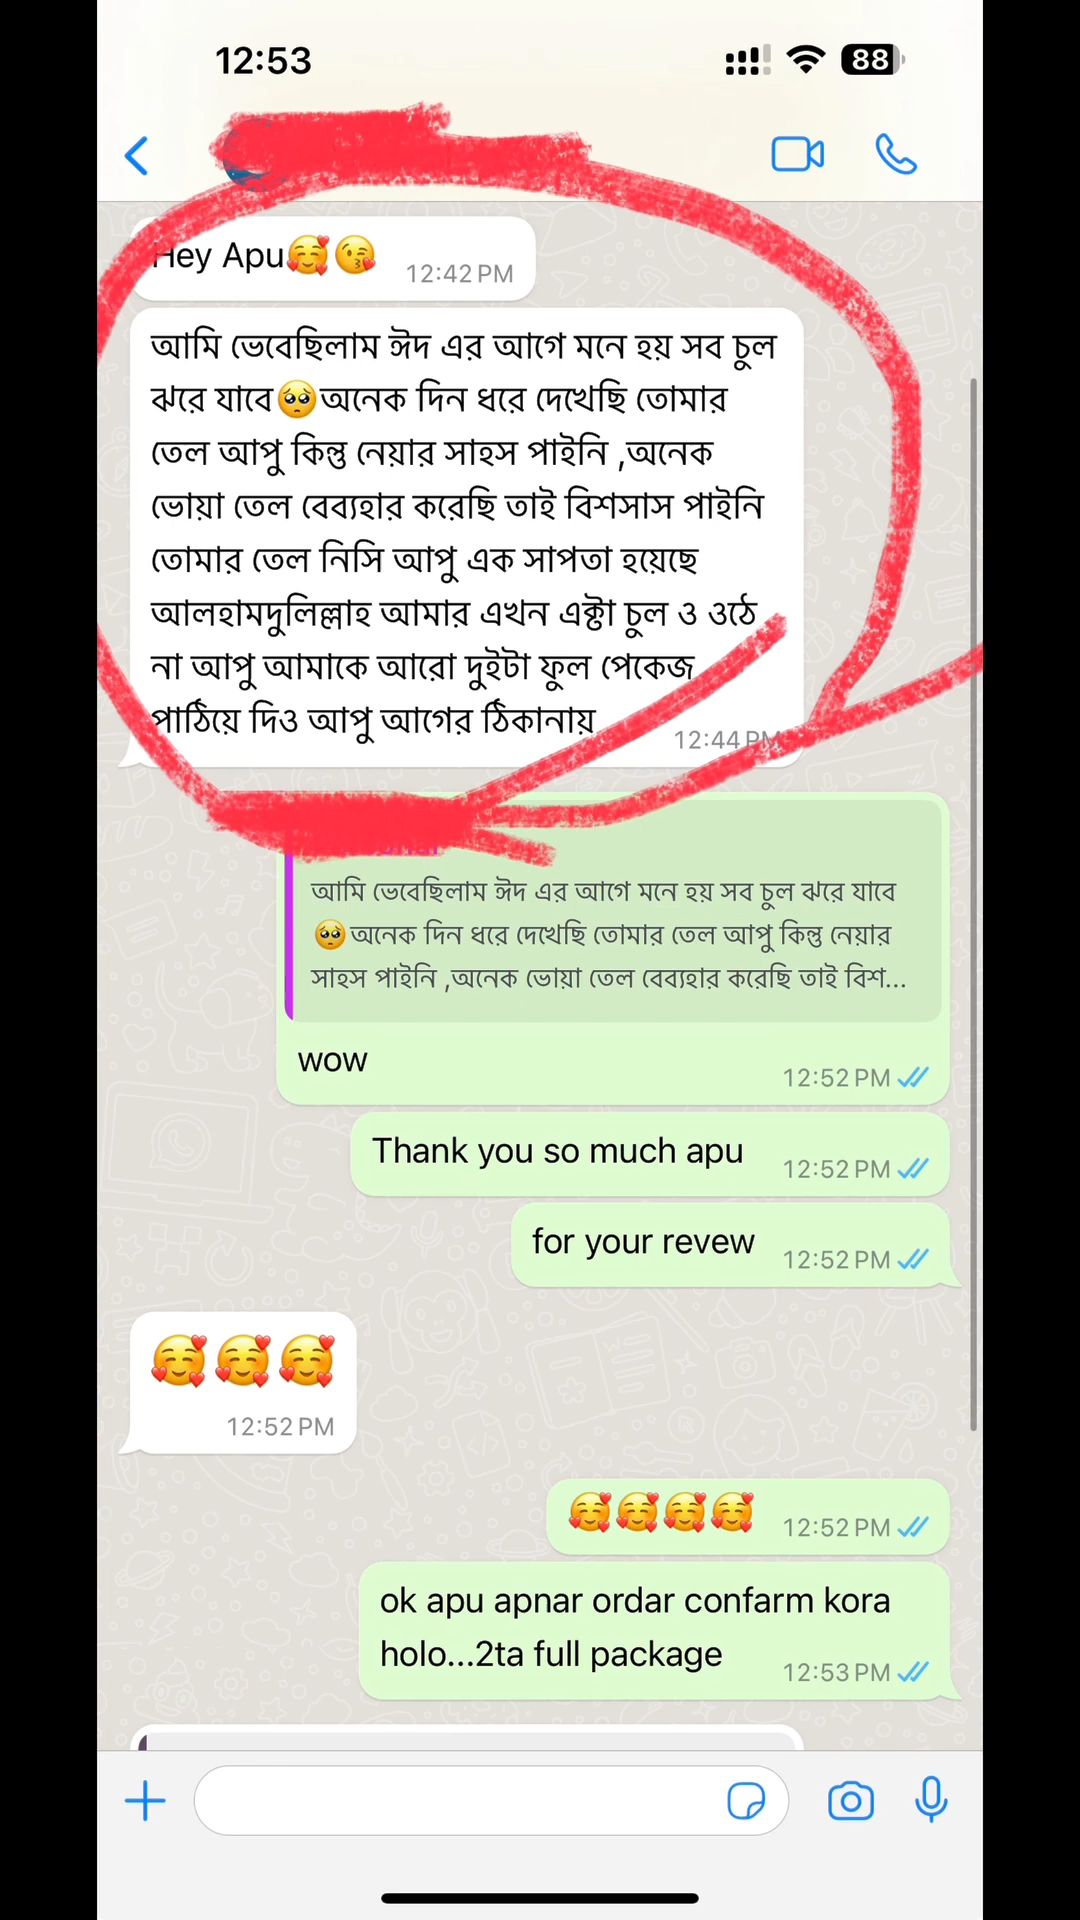 12:53
88
Hey Apu🥰😘
12:42 PM
আমি ভেবেছিলাম ঈদ এর আগে মনে হয় সব চুল
ঝরে যাবে🥺অনেক দিন ধরে দেখেছি তোমার
তেল আপু কিন্তু নেয়ার সাহস পাইনি ,অনেক
ভোয়া তেল বেব্যহার করেছি তাই বিশসাস পাইনি
তোমার তেল নিসি আপু এক সাপতা হয়েছে
আলহামদুলিল্লাহ আমার এখন এক্টা চুল ও ওঠে
না আপু আমাকে আরো দুইটা ফুল পেকেজ
পাঠিয়ে দিও আপু আগের ঠিকানায়
12:44 PM
আমি ভেবেছিলাম ঈদ এর আগে মনে হয় সব চুল ঝরে যাবে
🥺অনেক দিন ধরে দেখেছি তোমার তেল আপু কিন্তু নেয়ার
সাহস পাইনি ,অনেক ভোয়া তেল বেব্যহার করেছি তাই বিশ...
wow
12:52 PM
Thank you so much apu
12:52 PM
for your revew
12:52 PM
🥰🥰🥰
12:52 PM
🥰🥰🥰🥰
12:52 PM
ok apu apnar ordar confarm kora
holo...2ta full package
12:53 PM